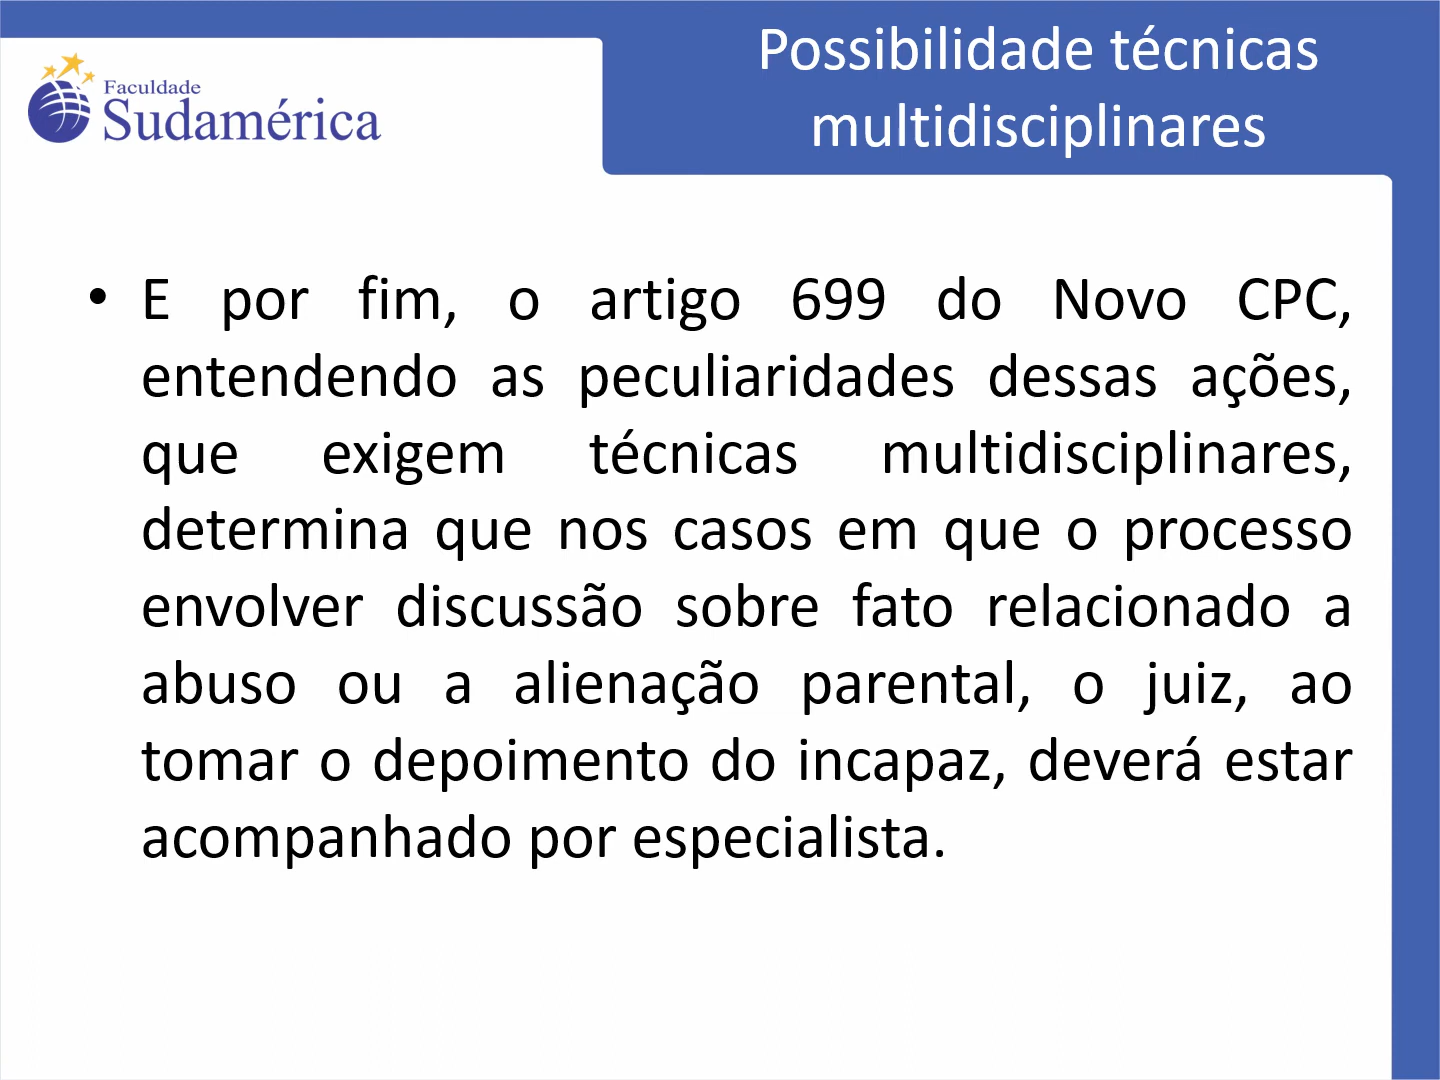 Faculdade
Sudamérica
Possibilidade técnicas
multidisciplinares
• E por fim, o artigo 699 do Novo CPC,
entendendo as peculiaridades dessas ações,
que exigem técnicas multidisciplinares,
determina que nos casos em que o processo
envolver discussão sobre fato relacionado a
abuso ou a alienação parental, o juiz, ao
tomar o depoimento do incapaz, deverá estar
acompanhado por especialista.